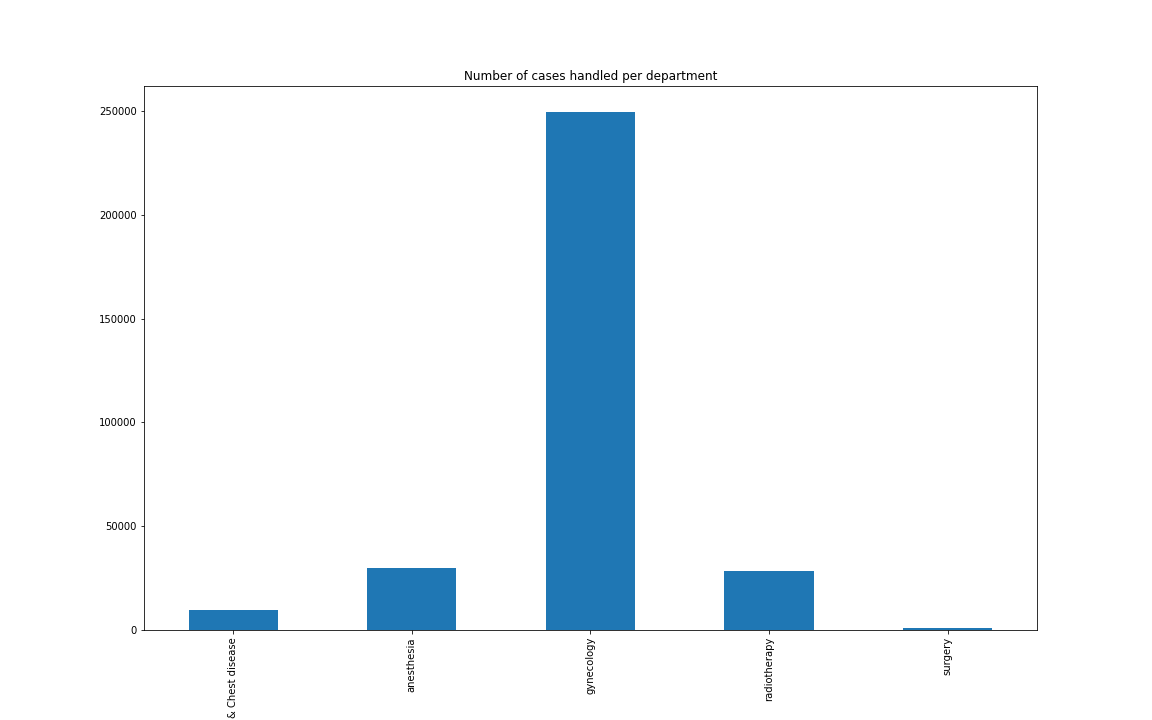 Number of cases handled per department
250000
200000
150000
100000
50000
0
& Chest disease
anesthesia
gynecology
radiotherapy
surgery